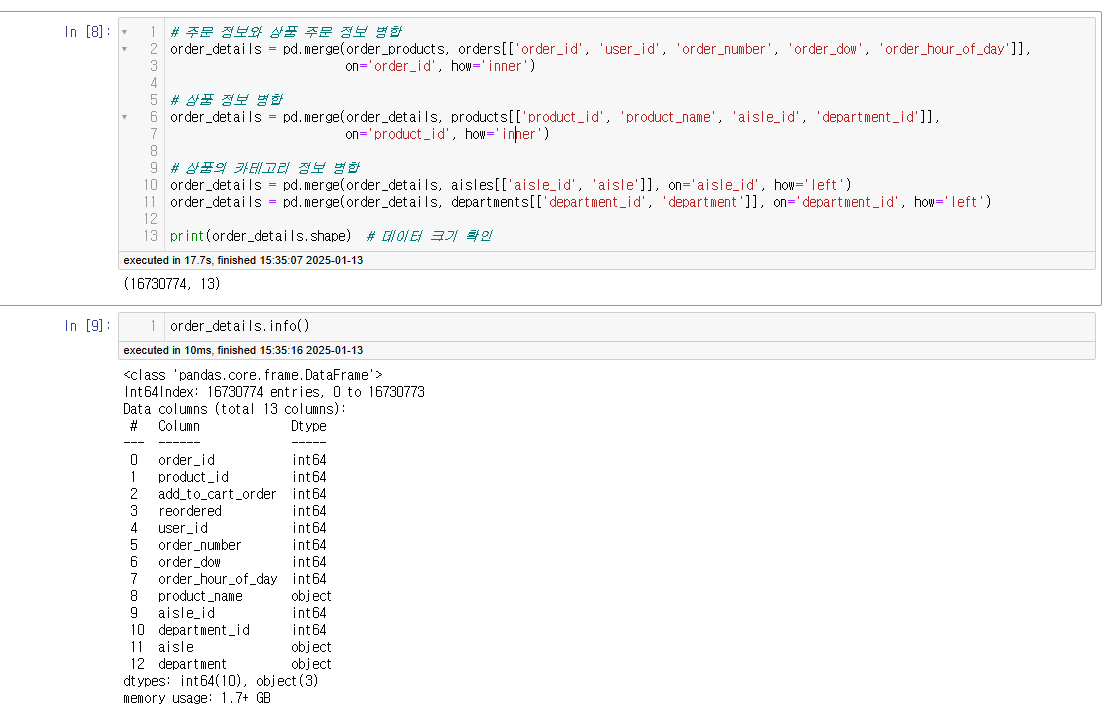 In [8]:
1 # 주문 정보와 상품 주문 정보 병합
2 order_details = pd.merge(order_products, orders[['order_id', 'user_id', 'order_number', 'order_dow', 'order_hour_of_day']],
3 on='order_id', how='inner')
4
5 # 상품 정보 병합
6 order_details = pd.merge(order_details, products[['product_id', 'product_name', 'aisle_id', 'department_id']],
7 on='product_id', how='inner')
8
9 # 상품의 카테고리 정보 병합
10 order_details = pd.merge(order_details, aisles[['aisle_id', 'aisle']], on='aisle_id', how='left')
11 order_details = pd.merge(order_details, departments[['department_id', 'department']], on='department_id', how='left')
12
13 print(order_details.shape) # 데이터 크기 확인
executed in 17.7s, finished 15:35:07 2025-01-13
(16730774, 13)
In [9]:
1 order_details.info()
executed in 10ms, finished 15:35:16 2025-01-13
<class 'pandas.core.frame.DataFrame'>
Int64Index: 16730774 entries, 0 to 16730773
Data columns (total 13 columns):
# Column Dtype
--- ------ -----
0 order_id int64
1 product_id int64
2 add_to_cart_order int64
3 reordered int64
4 user_id int64
5 order_number int64
6 order_dow int64
7 order_hour_of_day int64
8 product_name object
9 aisle_id int64
10 department_id int64
11 aisle object
12 department object
dtypes: int64(10), object(3)
memory usage: 1.7+ GB